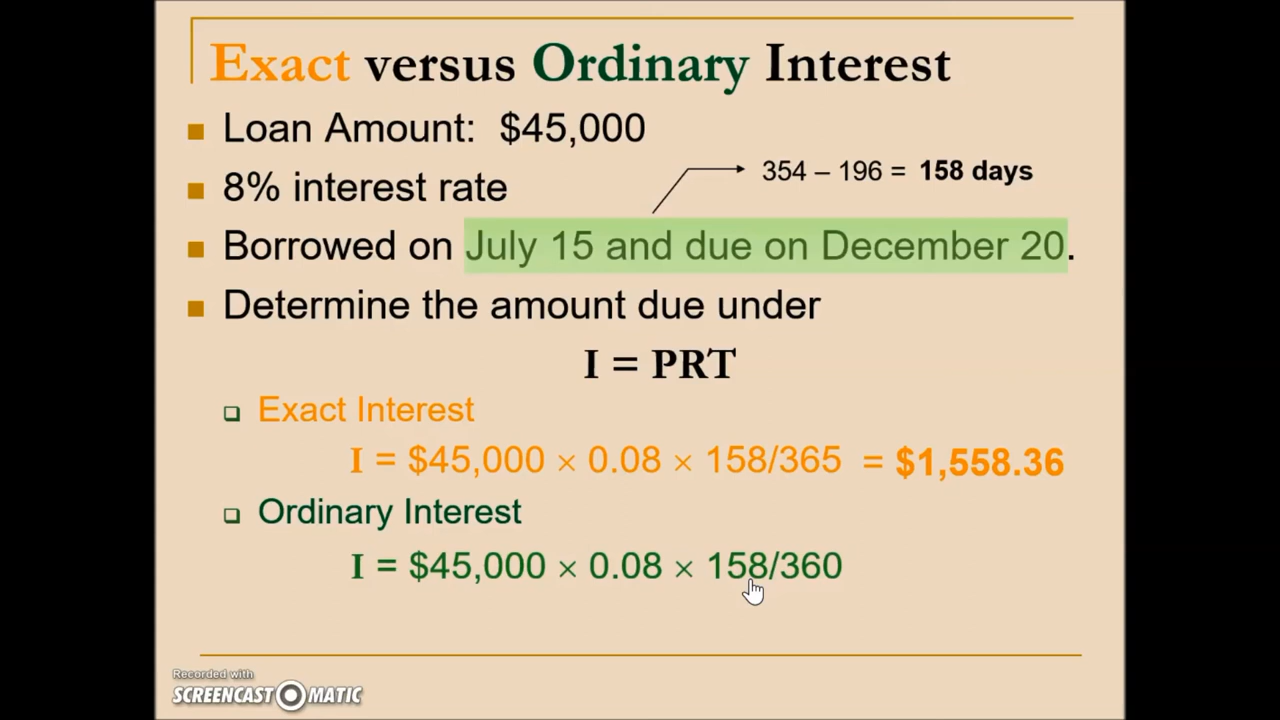 Exact versus Ordinary Interest
Loan Amount: $45,000
354 – 196 = 158 days
8% interest rate
Borrowed on July 15 and due on December 20.
Determine the amount due under
I = PRT
Exact Interest
I = $45,000 × 0.08 × 158/365 = $1,558.36
Ordinary Interest
I = $45,000 × 0.08 × 158/360
Recorded with
SCREENCAST MATIC